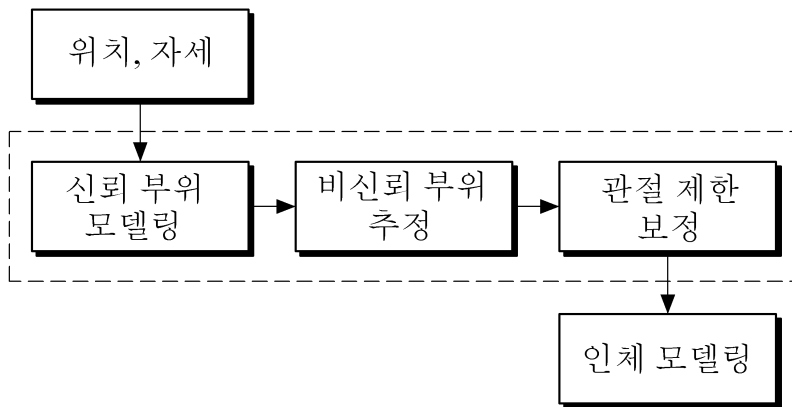 위치, 자세
신뢰 부위
모델링
비신뢰 부위
추정
관절 제한
보정
인체 모델링